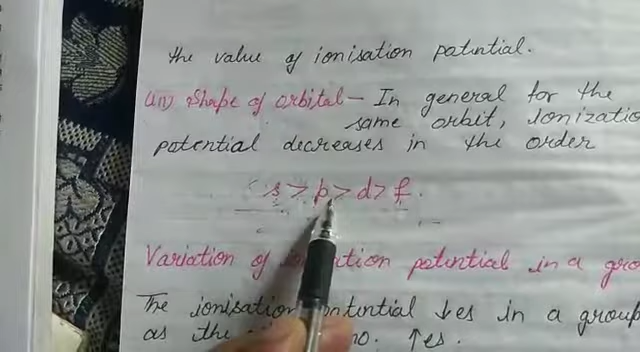 the value of ionisation potential.
(iii) Shape of orbital - In general for the
same orbit, ionizatio
potential decreases in the order
s > p > d > f.
Variation of potential in a gro
The ionisation potential ↓es in a group
as the no. ↑es.